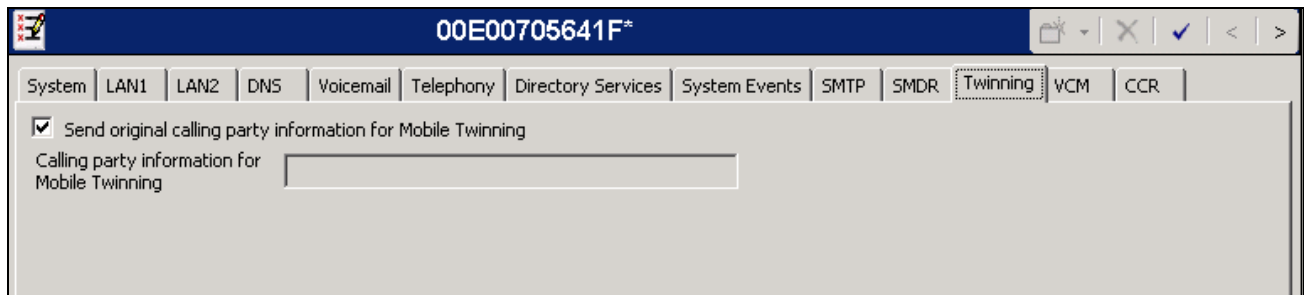 00E00705641F*
System LAN1 LAN2 DNS Voicemail Telephony Directory Services System Events SMTP SMDR Twinning VCM CCR
Send original calling party information for Mobile Twinning
Calling party information for
Mobile Twinning